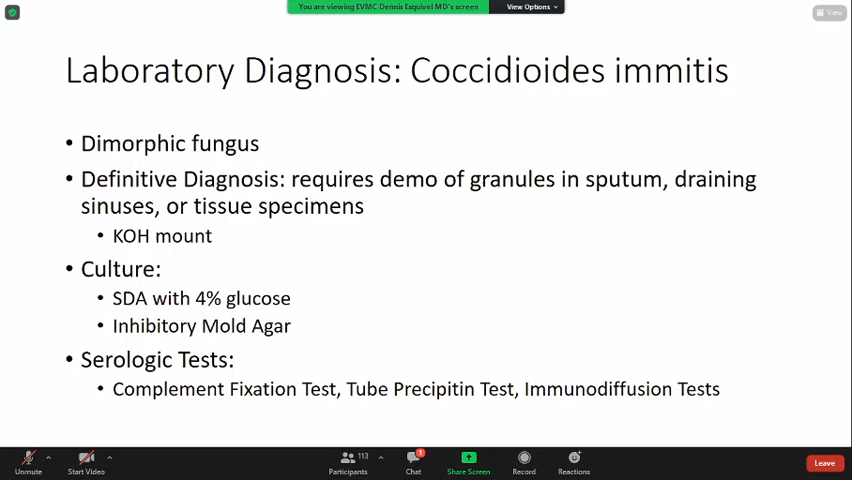 You are viewing EVMC Dennis Esquivel MD's screen
View Options
View
Laboratory Diagnosis: Coccidioides immitis
• Dimorphic fungus
• Definitive Diagnosis: requires demo of granules in sputum, draining
sinuses, or tissue specimens
• KOH mount
• Culture:
• SDA with 4% glucose
• Inhibitory Mold Agar
• Serologic Tests:
• Complement Fixation Test, Tube Precipitin Test, Immunodiffusion Tests
Unmute
Start Video
Participants
113
Chat
1
Share Screen
Record
Reactions
Leave